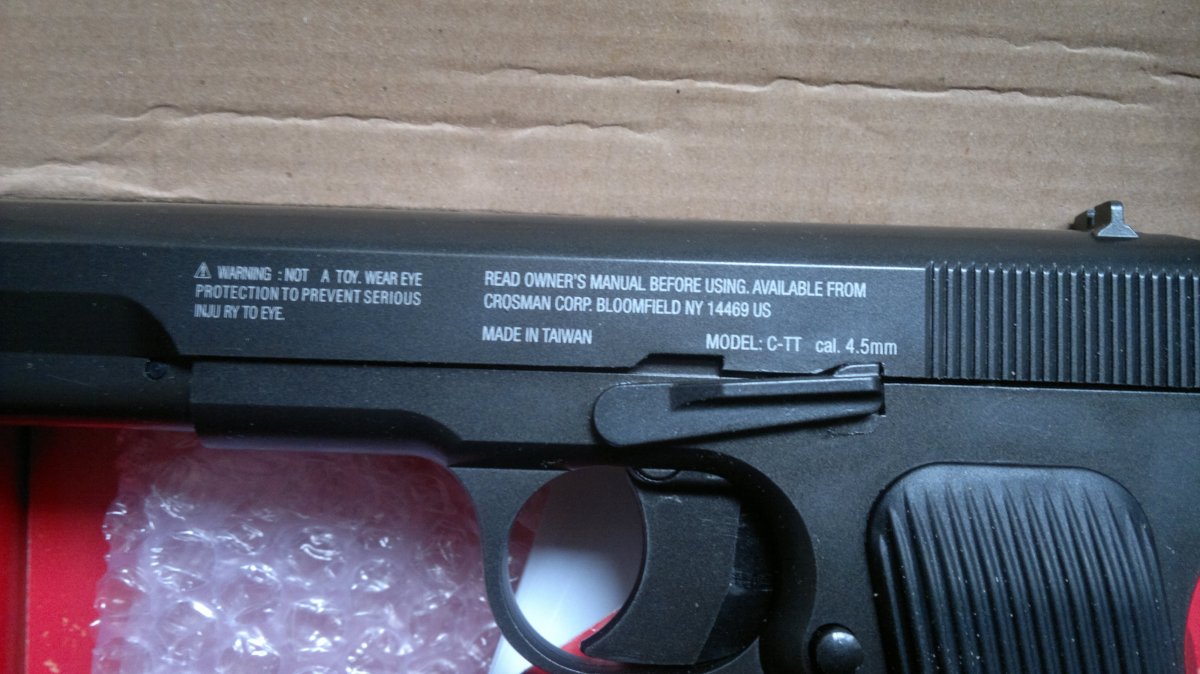 ⚠ WARNING : NOT A TOY. WEAR EYE
PROTECTION TO PREVENT SERIOUS
INJU RY TO EYE.
READ OWNER'S MANUAL BEFORE USING. AVAILABLE FROM
CROSMAN CORP. BLOOMFIELD NY 14469 US
MADE IN TAIWAN
MODEL: C-TT cal. 4.5mm